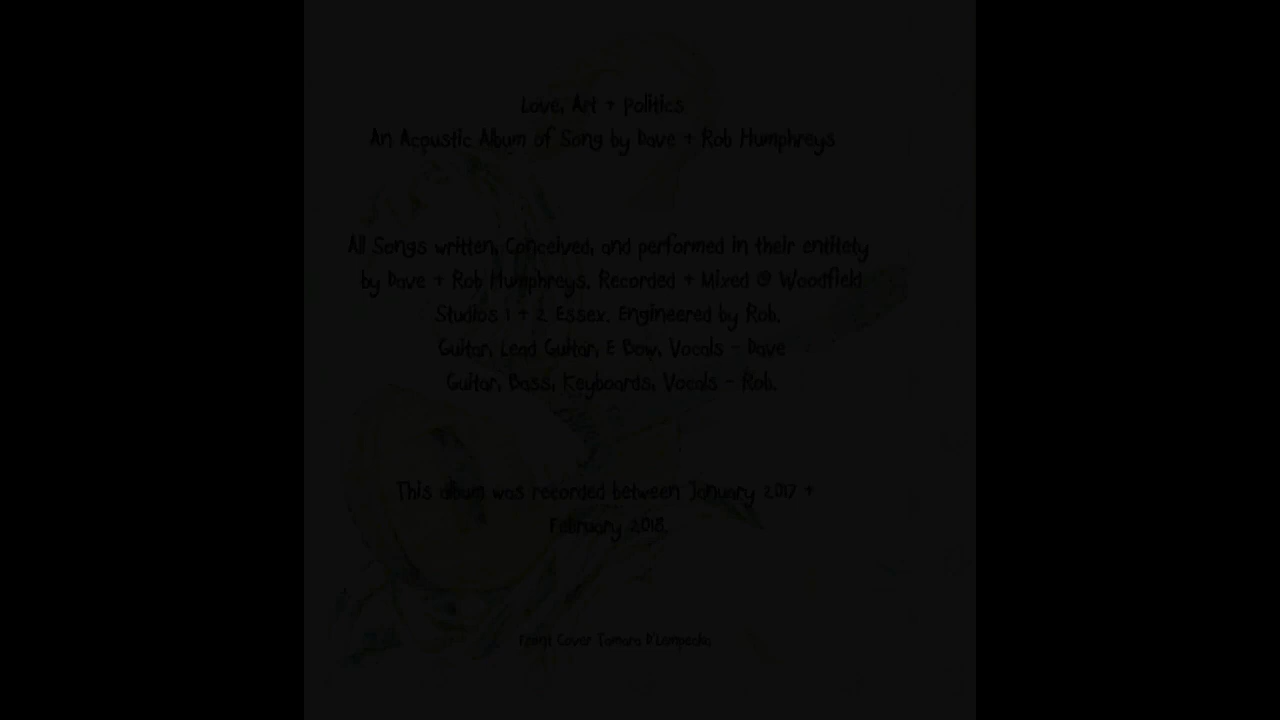 Love, Art + Politics
An Acoustic Album of Song by Dave + Rob Humphreys
All Songs written, Conceived, and performed in their entirety
by Dave + Rob Humphreys. Recorded + Mixed @ Woodfield
Studios 1 + 2. Essex. Engineered by Rob.
Guitar, Lead Guitar, E Bow, Vocals - Dave
Guitar, Bass, Keyboards, Vocals - Rob.
This album was recorded between January 2017 +
February 2018.
Front Cover Tamara D'Lempecka